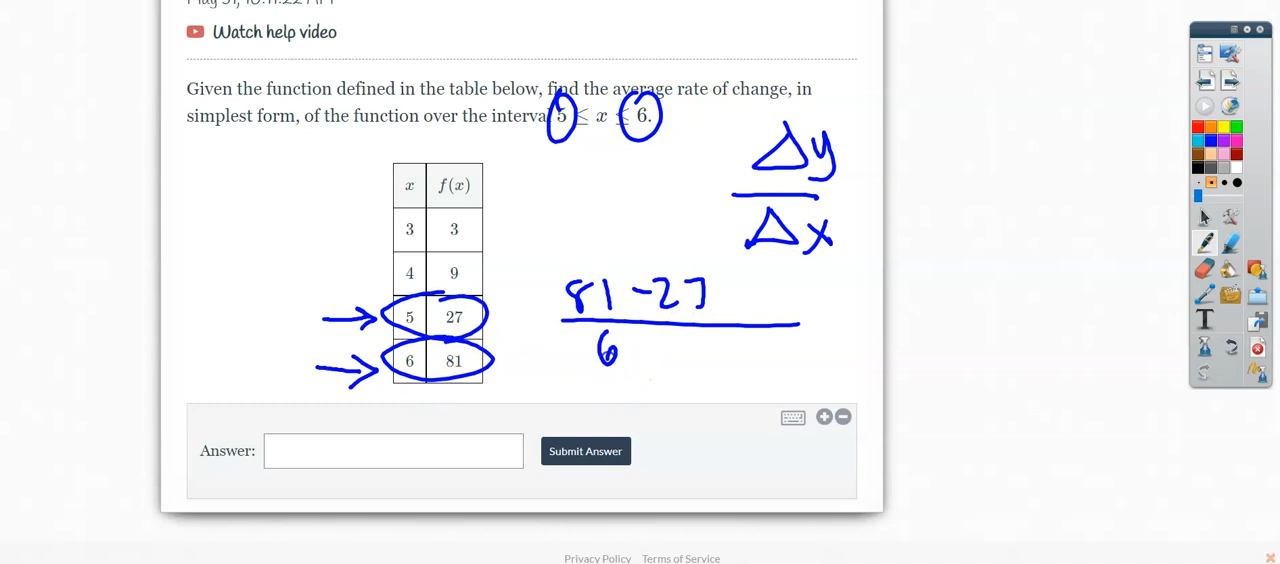 Watch help video
Given the function defined in the table below, find the average rate of change, in
simplest form, of the function over the interval 5 ≤ x ≤ 6.
Δy
Δx
x f(x)
3 3
4 9
5 27
6 81
81 - 27
6
Answer:
Submit Answer
T
Privacy Policy Terms of Service